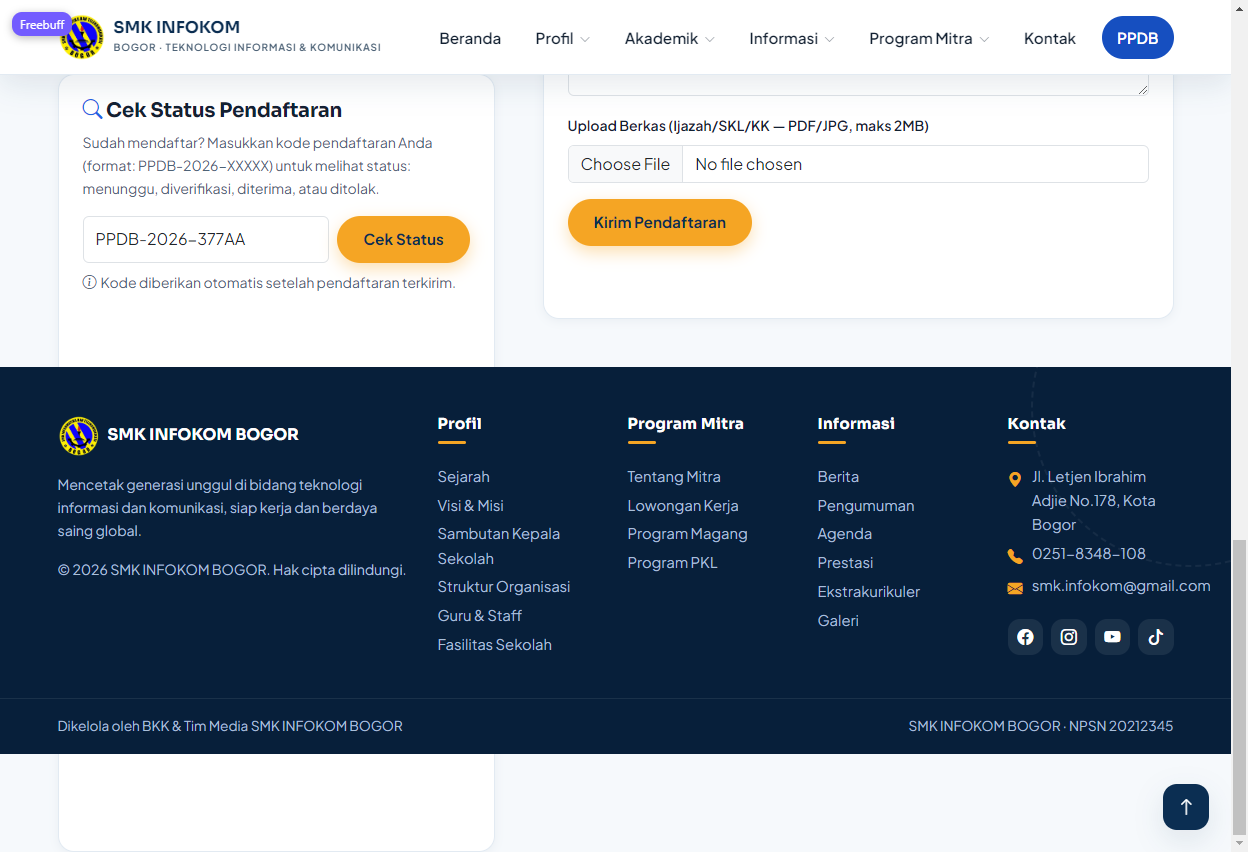 Freebuff
SMK INFOKOM
BOGOR · TEKNOLOGI INFORMASI & KOMUNIKASI
Beranda
Profil
Akademik
Informasi
Program Mitra
Kontak
PPDB
Cek Status Pendaftaran
Sudah mendaftar? Masukkan kode pendaftaran Anda
(format: PPDB-2026-XXXXX) untuk melihat status:
menunggu, diverifikasi, diterima, atau ditolak.
PPDB-2026-377AA
Cek Status
Kode diberikan otomatis setelah pendaftaran terkirim.
Upload Berkas (Ijazah/SKL/KK — PDF/JPG, maks 2MB)
Choose File
No file chosen
Kirim Pendaftaran
SMK INFOKOM BOGOR
Mencetak generasi unggul di bidang teknologi
informasi dan komunikasi, siap kerja dan berdaya
saing global.
© 2026 SMK INFOKOM BOGOR. Hak cipta dilindungi.
Profil
Sejarah
Visi & Misi
Sambutan Kepala
Sekolah
Struktur Organisasi
Guru & Staff
Fasilitas Sekolah
Program Mitra
Tentang Mitra
Lowongan Kerja
Program Magang
Program PKL
Informasi
Berita
Pengumuman
Agenda
Prestasi
Ekstrakurikuler
Galeri
Kontak
Jl. Letjen Ibrahim
Adjie No.178, Kota
Bogor
0251-8348-108
smk.infokom@gmail.com
Dikelola oleh BKK & Tim Media SMK INFOKOM BOGOR
SMK INFOKOM BOGOR · NPSN 20212345